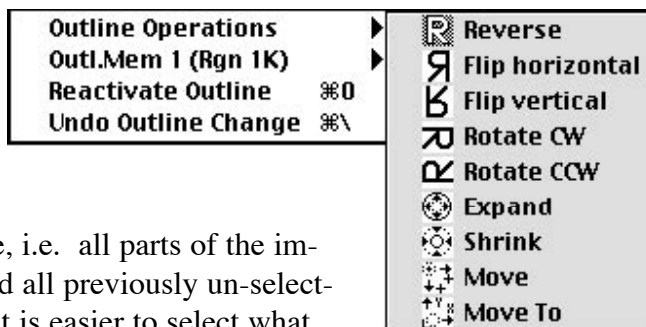 Outline Operations
Outl.Mem 1 (Rgn 1K)
Reactivate Outline ⌘0
Undo Outline Change ⌘\
Reverse
Flip horizontal
Flip vertical
Rotate CW
Rotate CCW
Expand
Shrink
Move
Move To
e, i.e. all parts of the im-
d all previously un-select-
t is easier to select what